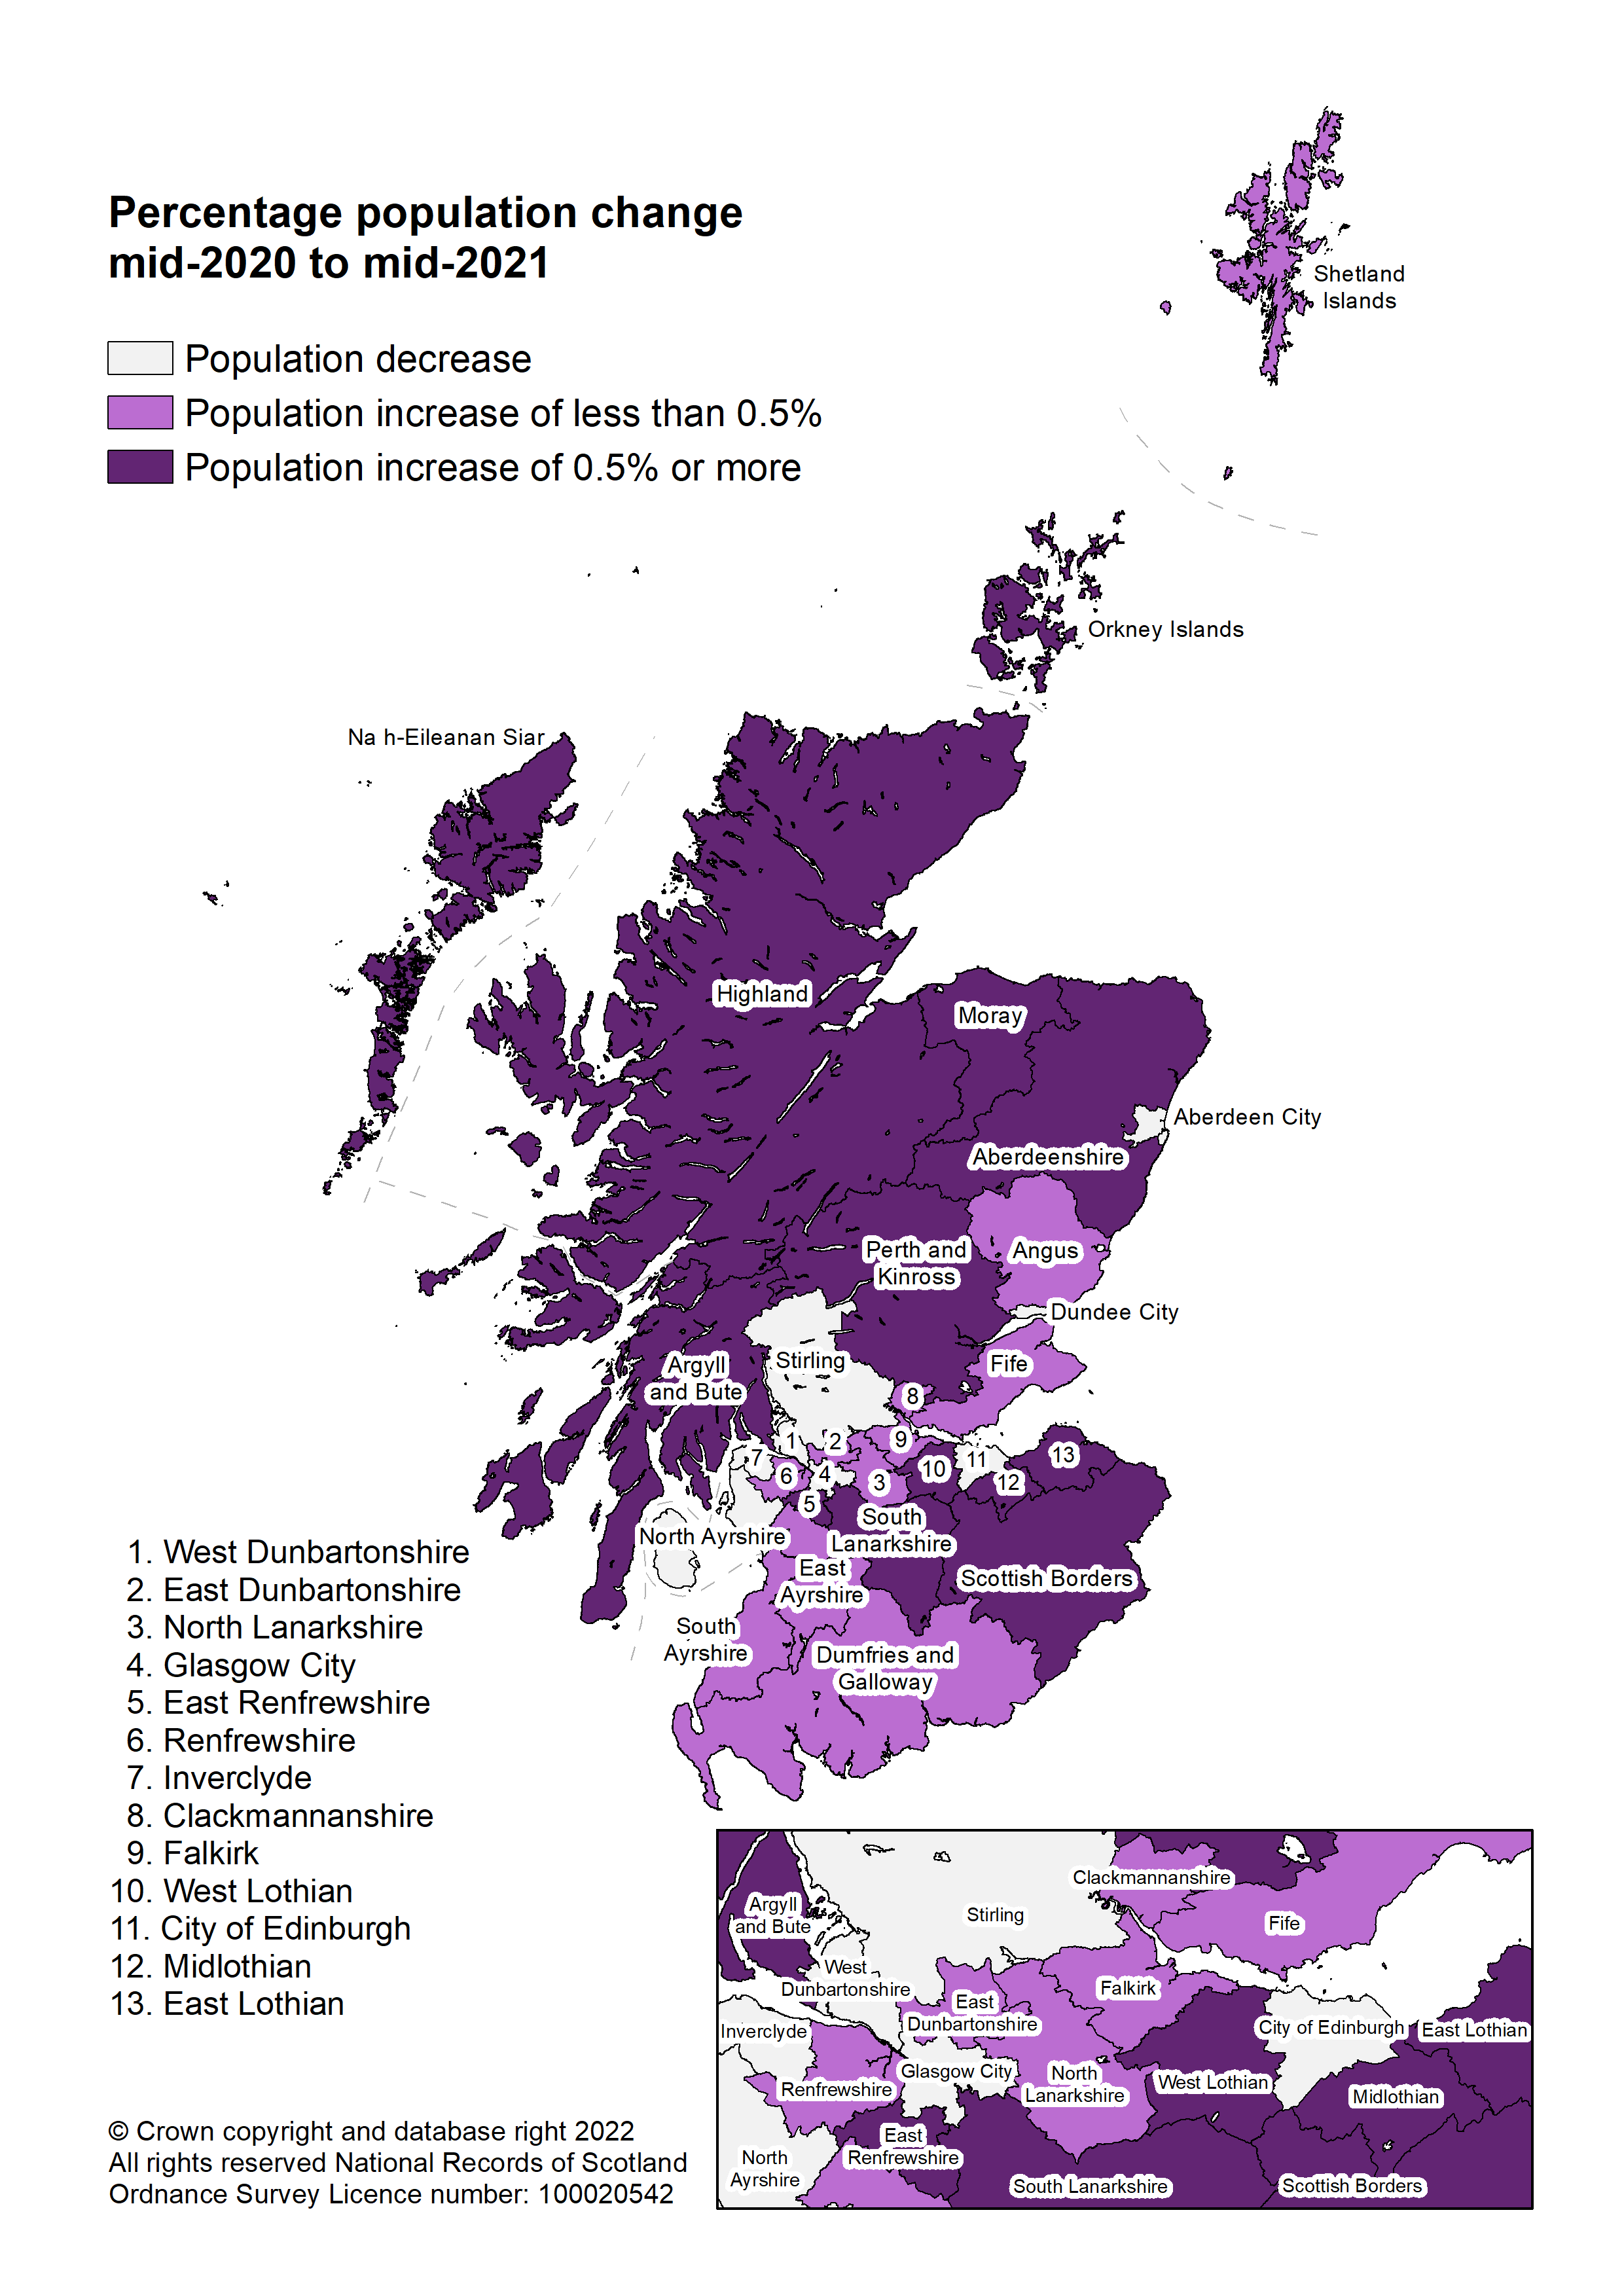 Percentage population change
mid-2020 to mid-2021
Population decrease
Population increase of less than 0.5%
Population increase of 0.5% or more
Shetland
Islands
Orkney Islands
Na h-Eileanan Siar
Highland
Moray
Aberdeen City
Aberdeenshire
Perth and
Kinross
Angus
Dundee City
Argyll
and Bute
Stirling
Fife
8
1
2
9
7
6
4
3
10
11
12
13
5
South
Lanarkshire
North Ayrshire
East
Ayrshire
Scottish Borders
South
Ayrshire
Dumfries and
Galloway
1. West Dunbartonshire
2. East Dunbartonshire
3. North Lanarkshire
4. Glasgow City
5. East Renfrewshire
6. Renfrewshire
7. Inverclyde
8. Clackmannanshire
9. Falkirk
10. West Lothian
11. City of Edinburgh
12. Midlothian
13. East Lothian
Clackmannanshire
Argyll
and Bute
Stirling
Fife
West
Dunbartonshire
Falkirk
East
Dunbartonshire
Inverclyde
City of Edinburgh
East Lothian
Glasgow City
Renfrewshire
North
Lanarkshire
West Lothian
Midlothian
East
Renfrewshire
North
Ayrshire
South Lanarkshire
Scottish Borders
© Crown copyright and database right 2022
All rights reserved National Records of Scotland
Ordnance Survey Licence number: 100020542